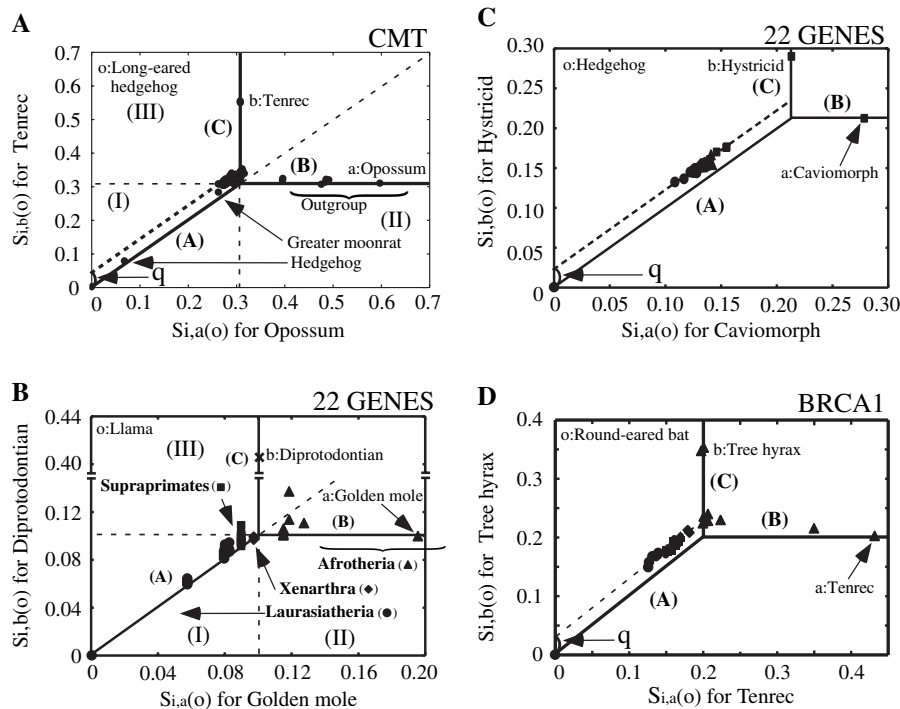 A
CMT
0.7
0.6
0.5
0.4
0.3
0.2
0.1
0
o:Long-eared
hedgehog
(III)
(C)
b:Tenrec
(B)
a:Opossum
Outgroup
(II)
(I)
(A)
Greater moonrat
Hedgehog
q
0 0.1 0.2 0.3 0.4 0.5 0.6 0.7
Si,a(o) for Opossum
Si,b(o) for Tenrec
C
22 GENES
0.30
0.25
0.20
0.15
0.10
0.05
0
o:Hedgehog
b:Hystricid
(C)
(B)
a:Caviomorph
(A)
q
0 0.05 0.10 0.15 0.20 0.25 0.30
Si,a(o) for Caviomorph
Si,b(o) for Hystricid
B
22 GENES
0.44
0.40
0.12
0.08
0.04
0
o:Llama
(III)
(C)
b:Diprotodontian
Supraprimates (■)
a:Golden mole
(B)
(A)
Afrotheria (▲)
Xenarthra (◆)
Laurasiatheria (●)
(I)
(II)
0 0.04 0.08 0.12 0.16 0.20
Si,a(o) for Golden mole
Si,b(o) for Diprotodontian
D
BRCA1
0.4
0.3
0.2
0.1
0
o:Round-eared bat
b:Tree hyrax
(C)
(B)
a:Tenrec
(A)
q
0 0.1 0.2 0.3 0.4
Si,a(o) for Tenrec
Si,b(o) for Tree hyrax